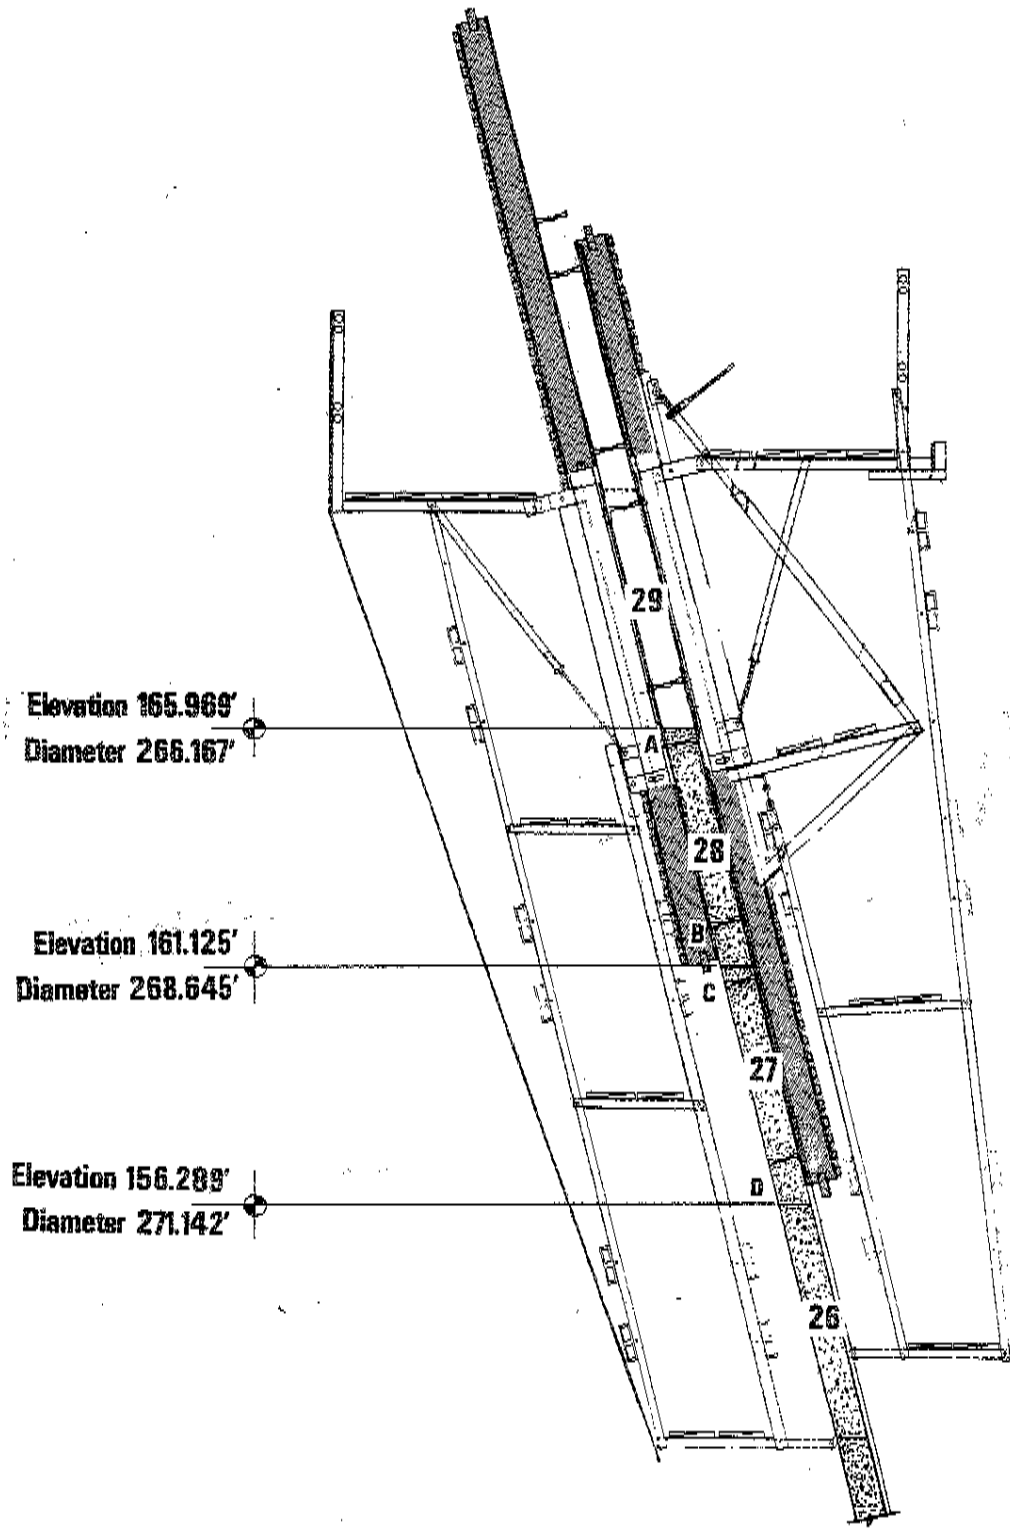 29
Elevation 165.969'
Diameter 266.167'
A
28
B
Elevation 161.125'
Diameter 268.645'
C
27
Elevation 156.289'
Diameter 271.142'
D
26